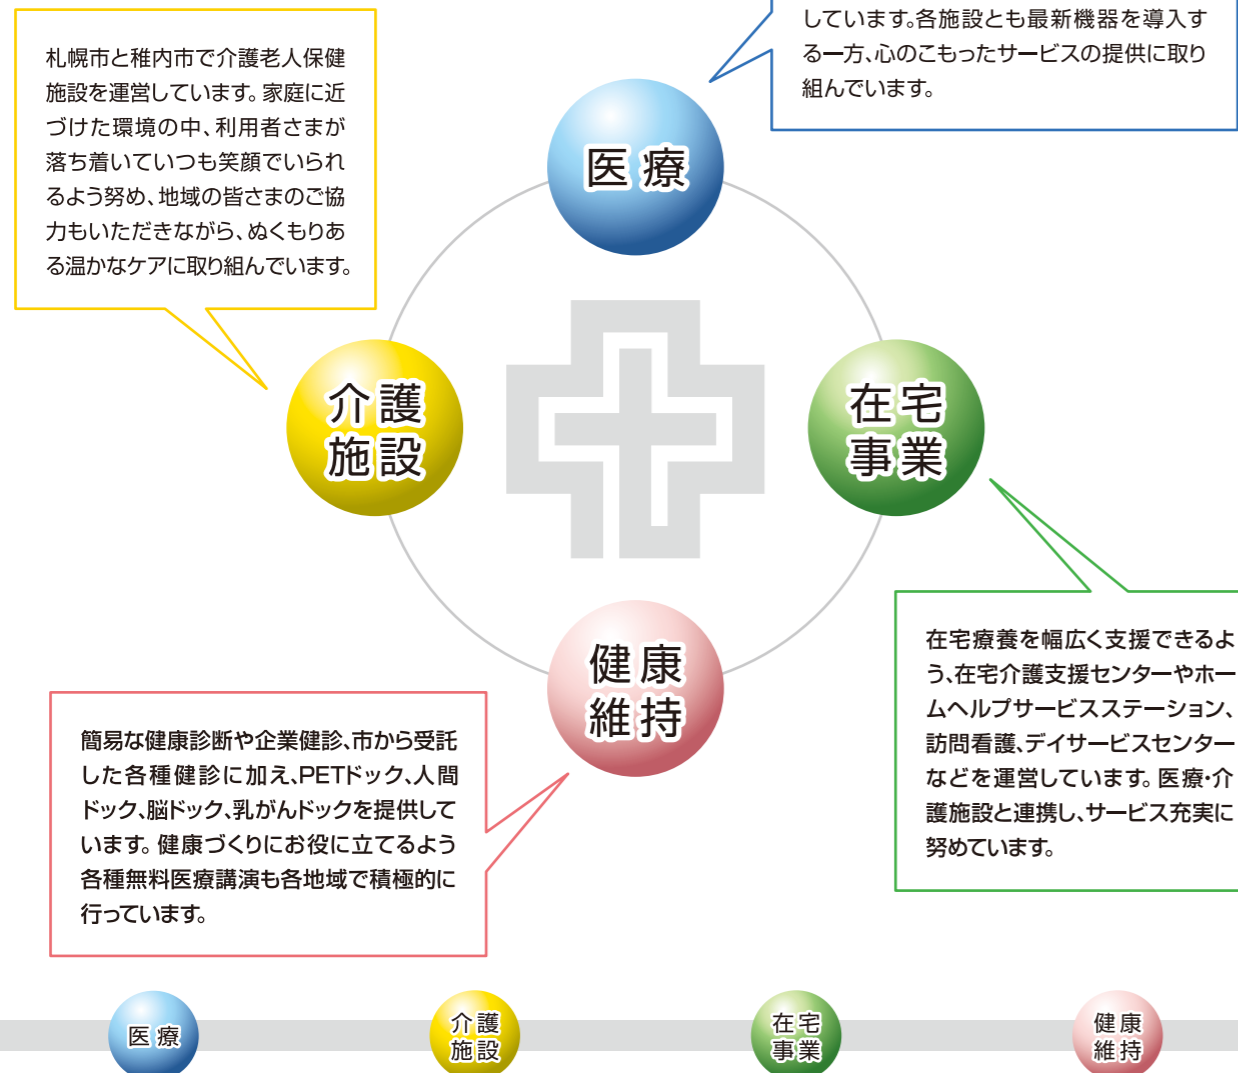 しています。各施設とも最新機器を導入す
る一方、心のこもったサービスの提供に取り
組んでいます。
札幌市と稚内市で介護老人保健
施設を運営しています。家庭に近
づけた環境の中、利用者さまが
落ち着いていつも笑顔でいられ
るよう努め、地域の皆さまのご協
力もいただきながら、ぬくもりあ
る温かなケアに取り組んでいます。
医療
介護
施設
在宅
事業
健康
維持
在宅療養を幅広く支援できるよ
う、在宅介護支援センターやホー
ムヘルプサービスステーション、
訪問看護、デイサービスセンター
などを運営しています。医療・介
護施設と連携し、サービス充実に
努めています。
簡易な健康診断や企業健診、市から受託
した各種健診に加え、PETドック、人間
ドック、脳ドック、乳がんドックを提供して
います。健康づくりにお役に立てるよう
各種無料医療講演も各地域で積極的に
行っています。
医療
介護
施設
在宅
事業
健康
維持